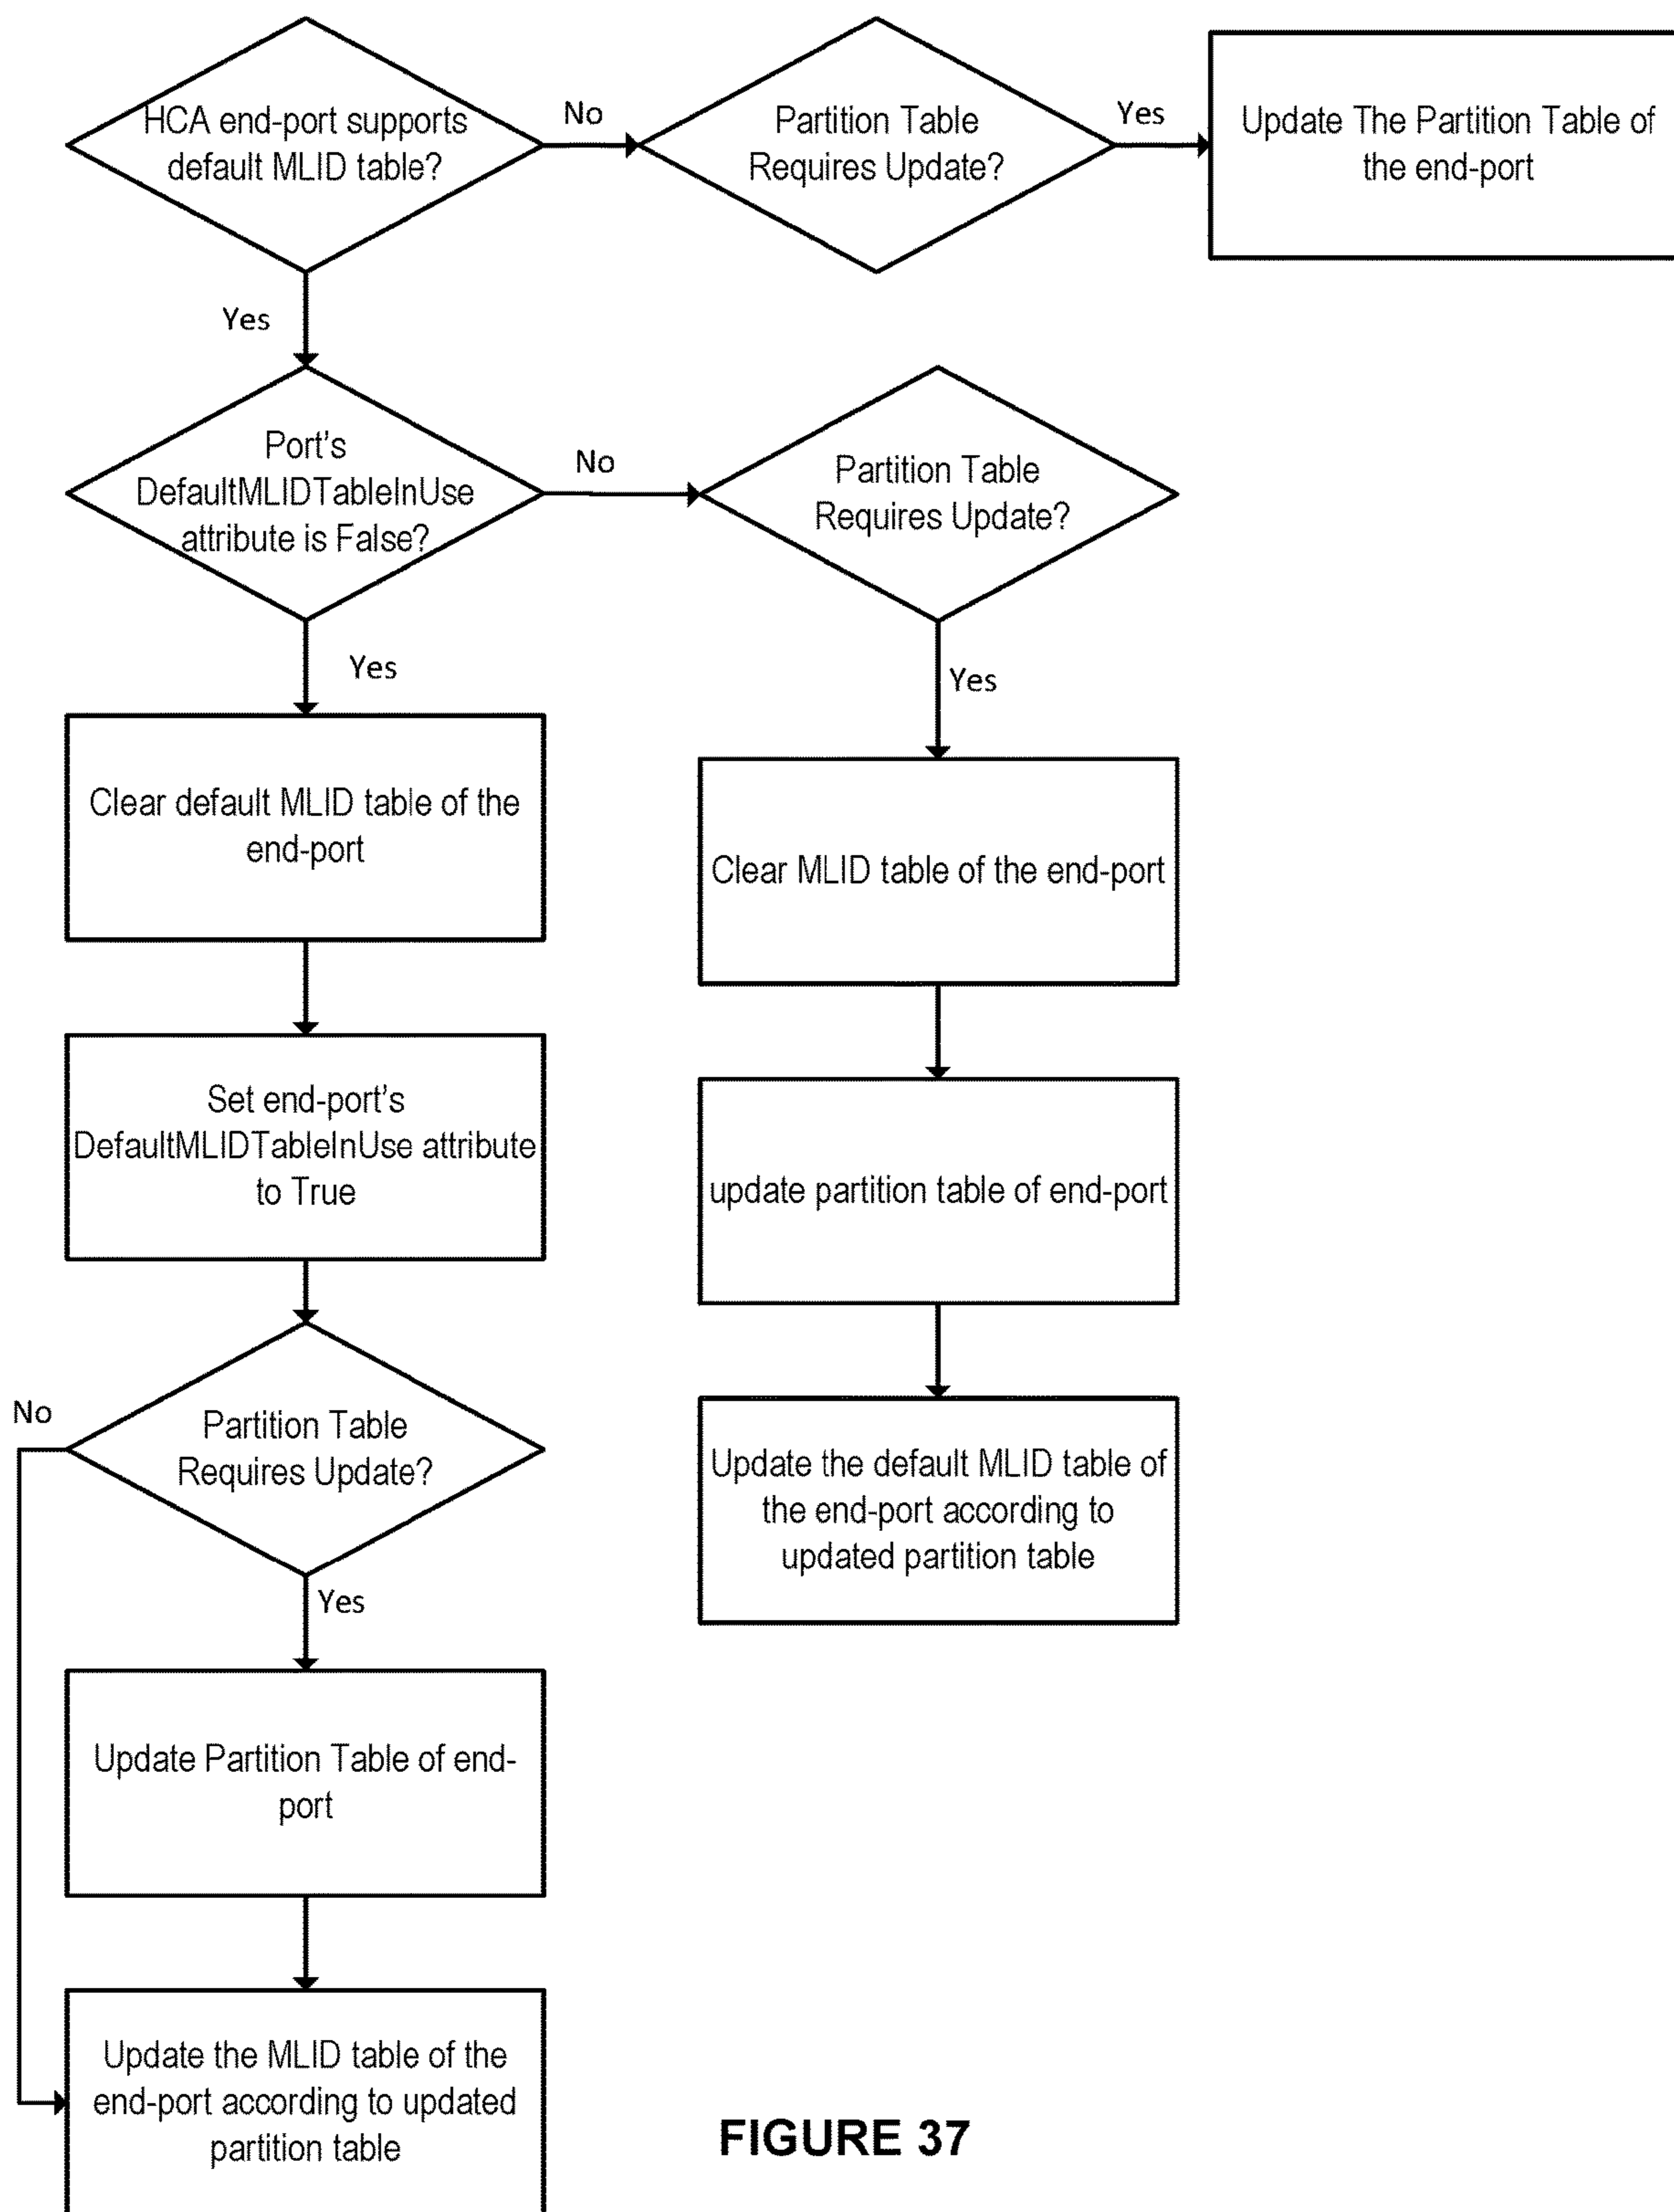 HCA end-port supports
default MLID table?
No
Partition Table
Requires Update?
Yes
Update The Partition Table of
the end-port
Yes
Port's
DefaultMLIDTableInUse
attribute is False?
No
Partition Table
Requires Update?
Yes
Yes
Clear default MLID table of the
end-port
Clear MLID table of the end-port
Set end-port's
DefaultMLIDTableInUse attribute
to True
update partition table of end-port
No
Partition Table
Requires Update?
Yes
Update the default MLID table of
the end-port according to
updated partition table
Update Partition Table of end-
port
Update the MLID table of the
end-port according to updated
partition table
FIGURE 37